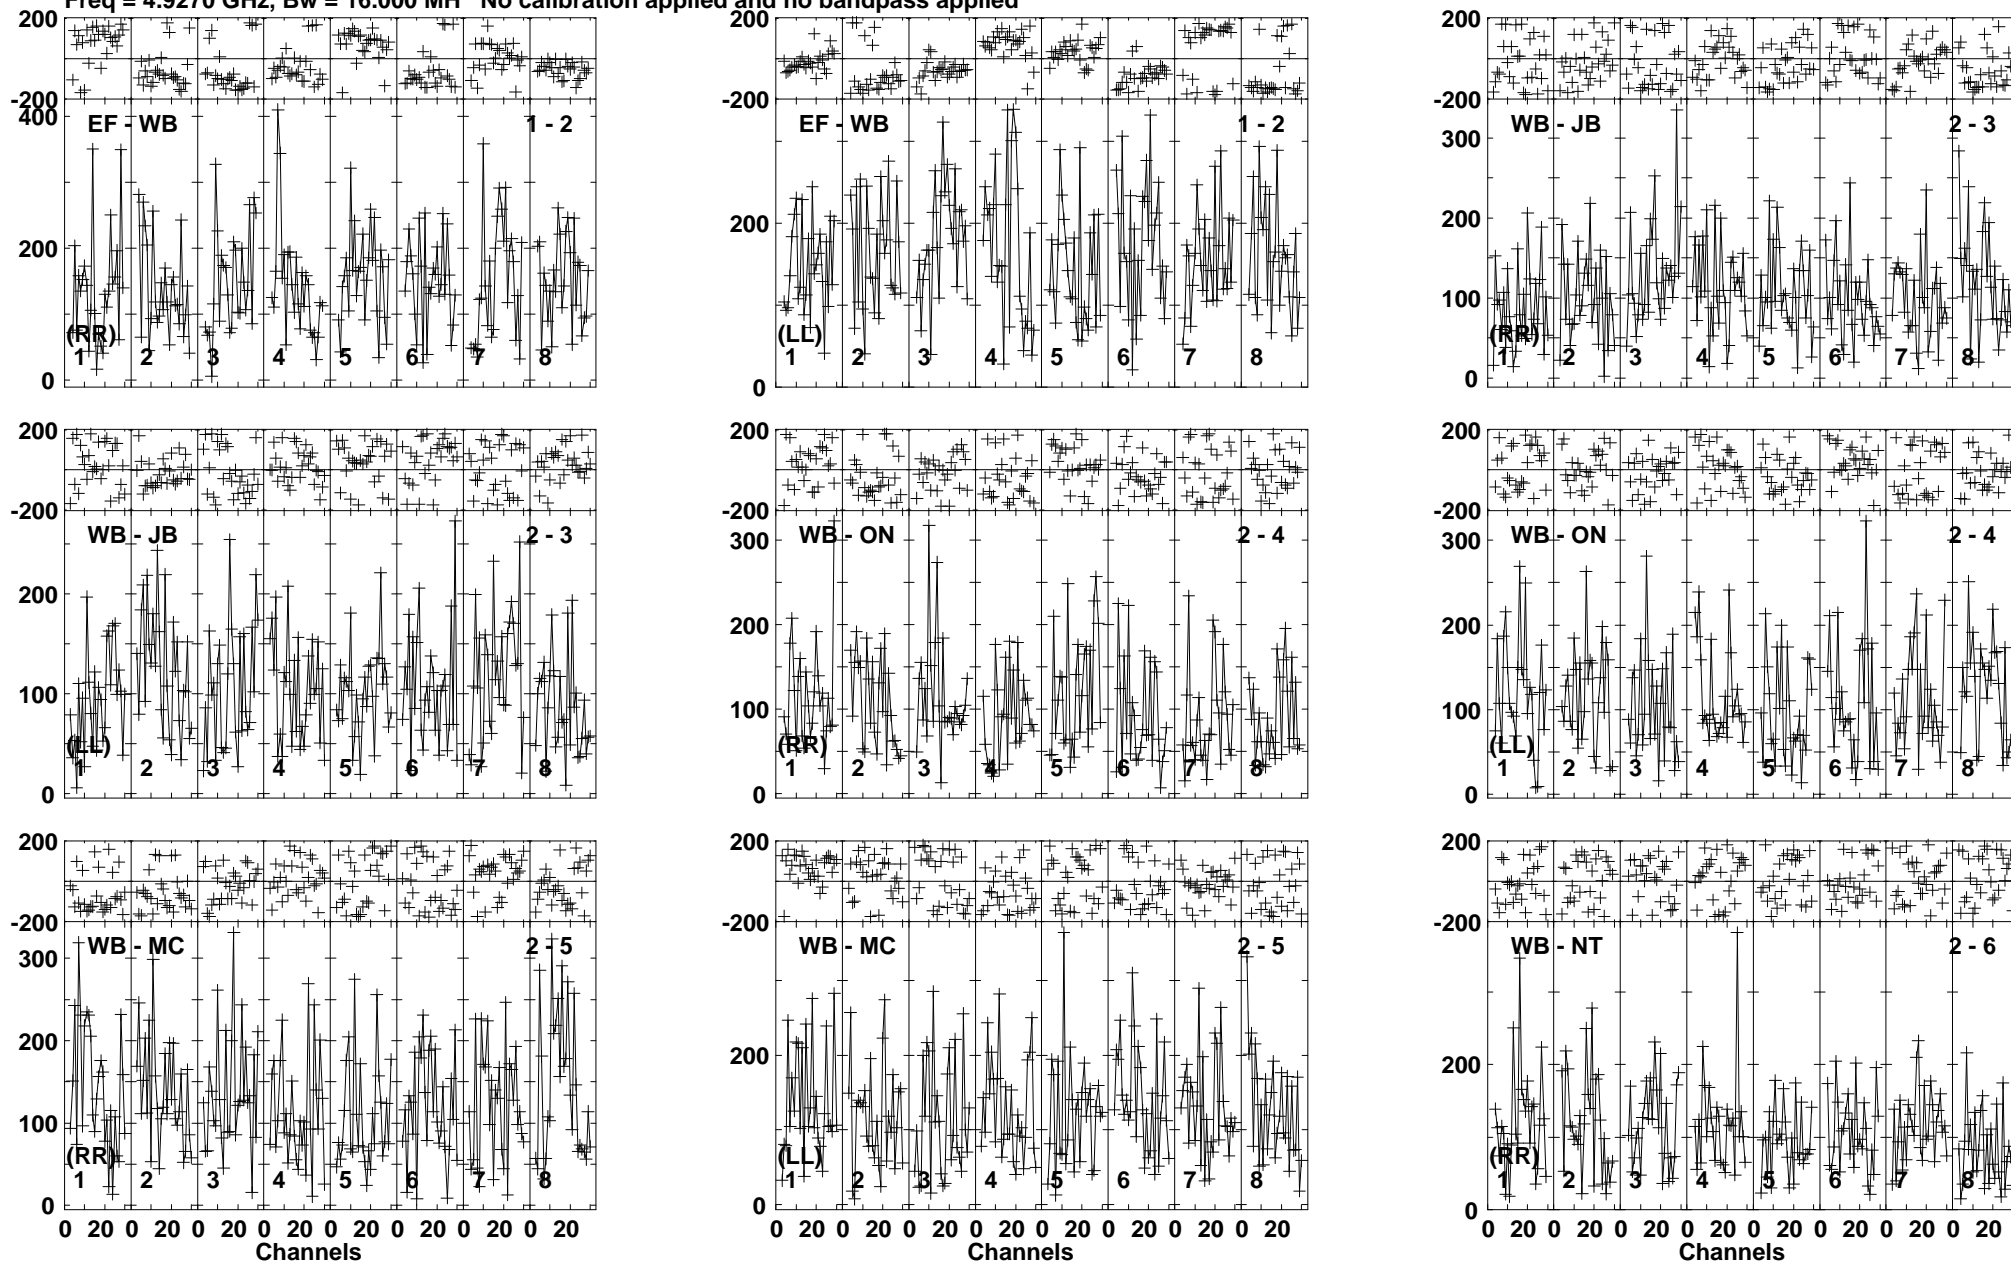 Freq = 4.9270 GHz, Bw = 16.000 MH No calibration applied and no bandpass applied
200 200 200
-200 -200 -200
400 EF - WB 1 - 2 EF - WB 1 - 2 WB - JB 2 - 3
300
200 200 200
100
(RR) (LL) (RR)
1 2 3 4 5 6 7 8 1 2 3 4 5 6 7 8 1 2 3 4 5 6 7 8
0 0 0
200 200 200
-200 -200 -200
WB - JB 2 - 3 WB - ON 2 - 4 WB - ON 2 - 4
300 300
200 200 200
100 100 100
(LL) (RR) (LL)
1 2 3 4 5 6 7 8 1 2 3 4 5 6 7 8 1 2 3 4 5 6 7 8
0 0 0
200 200 200
-200 -200 -200
WB - MC 2 - 5 WB - MC 2 - 5 WB - NT 2 - 6
300
200 200 200
100
(RR) (LL) (RR)
1 2 3 4 5 6 7 8 1 2 3 4 5 6 7 8 1 2 3 4 5 6 7 8
0 0 0
0 20 0 20 0 20 0 20 0 20 0 20 0 20 0 20 0 20 0 20 0 20 0 20 0 20 0 20 0 20 0 20 0 20 0 20 0 20 0 20 0 20 0 20 0 20 0 20
Channels Channels Channels